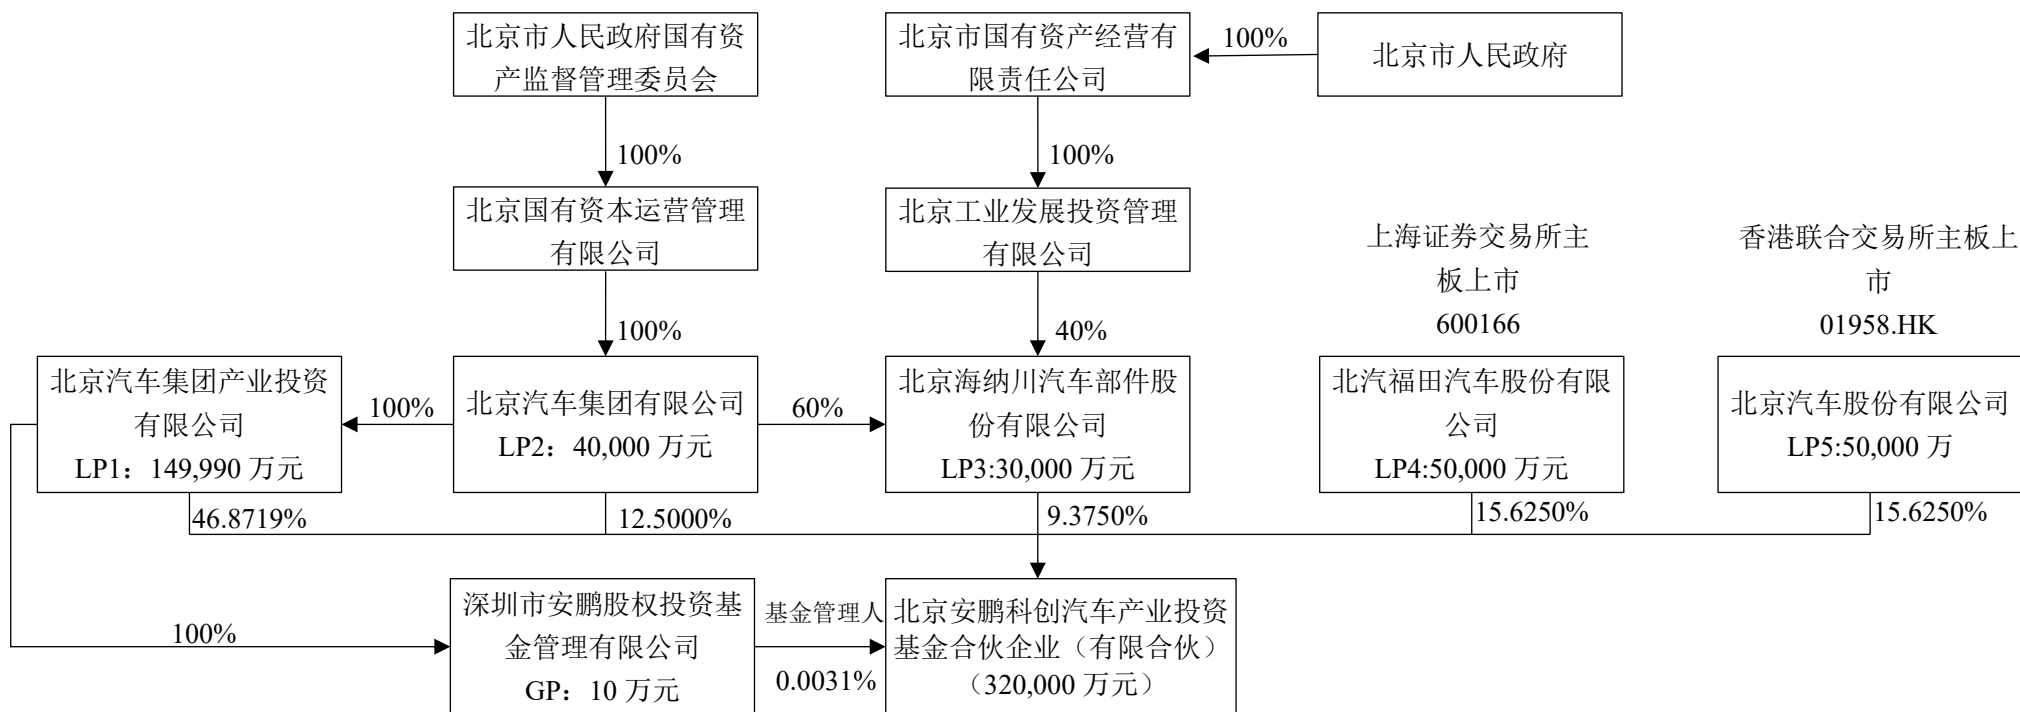 北京市人民政府国有资
产监督管理委员会
北京市国有资产经营有
限责任公司
100%
北京市人民政府
100%
100%
北京国有资本运营管理
有限公司
北京工业发展投资管理
有限公司
上海证券交易所主
板上市
600166
香港联合交易所主板上
市
01958.HK
100%
40%
北京汽车集团产业投资
有限公司
LP1：149,990 万元
100%
北京汽车集团有限公司
LP2：40,000 万元
60%
北京海纳川汽车部件股
份有限公司
LP3:30,000 万元
北汽福田汽车股份有限
公司
LP4:50,000 万元
北京汽车股份有限公司
LP5:50,000 万
46.8719%
12.5000%
9.3750%
15.6250%
15.6250%
100%
深圳市安鹏股权投资基
金管理有限公司
GP：10 万元
基金管理人
0.0031%
北京安鹏科创汽车产业投资
基金合伙企业（有限合伙）
（320,000 万元）